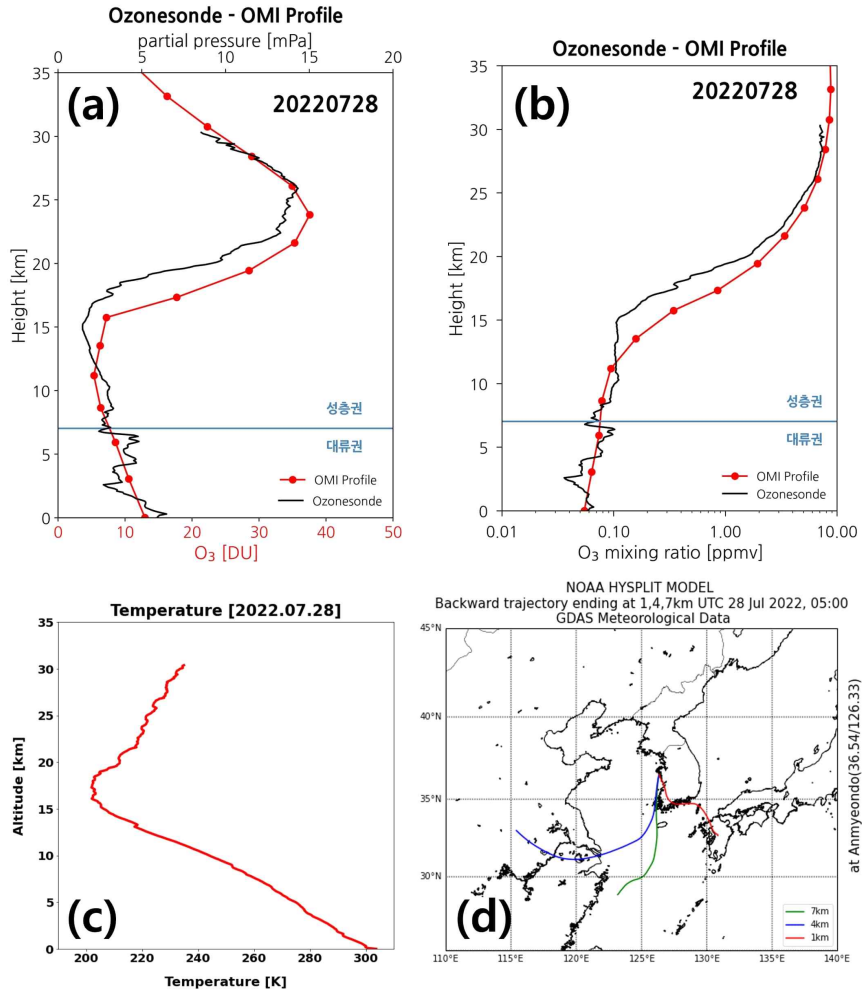 Ozonesonde - OMI Profile
partial pressure [mPa]
0 5 10 15 20
(a)
20220728
35
30
25
20
15
10
5
0
Height [km]
성층권
대류권
OMI Profile
Ozonesonde
0 10 20 30 40 50
O₃ [DU]
Ozonesonde - OMI Profile
(b)
20220728
35
30
25
20
15
10
5
0
Height [km]
성층권
대류권
OMI Profile
Ozonesonde
0.01 0.10 1.00 10.00
O₃ mixing ratio [ppmv]
Temperature [2022.07.28]
35
30
25
20
15
10
5
0
Altitude [km]
(c)
200 220 240 260 280 300
Temperature [K]
NOAA HYSPLIT MODEL
Backward trajectory ending at 1,4,7km UTC 28 Jul 2022, 05:00
GDAS Meteorological Data
45°N
40°N
35°N
30°N
(d)
7km
4km
1km
110°E 115°E 120°E 125°E 130°E 135°E 140°E
at Anmyeondo(36.54/126.33)